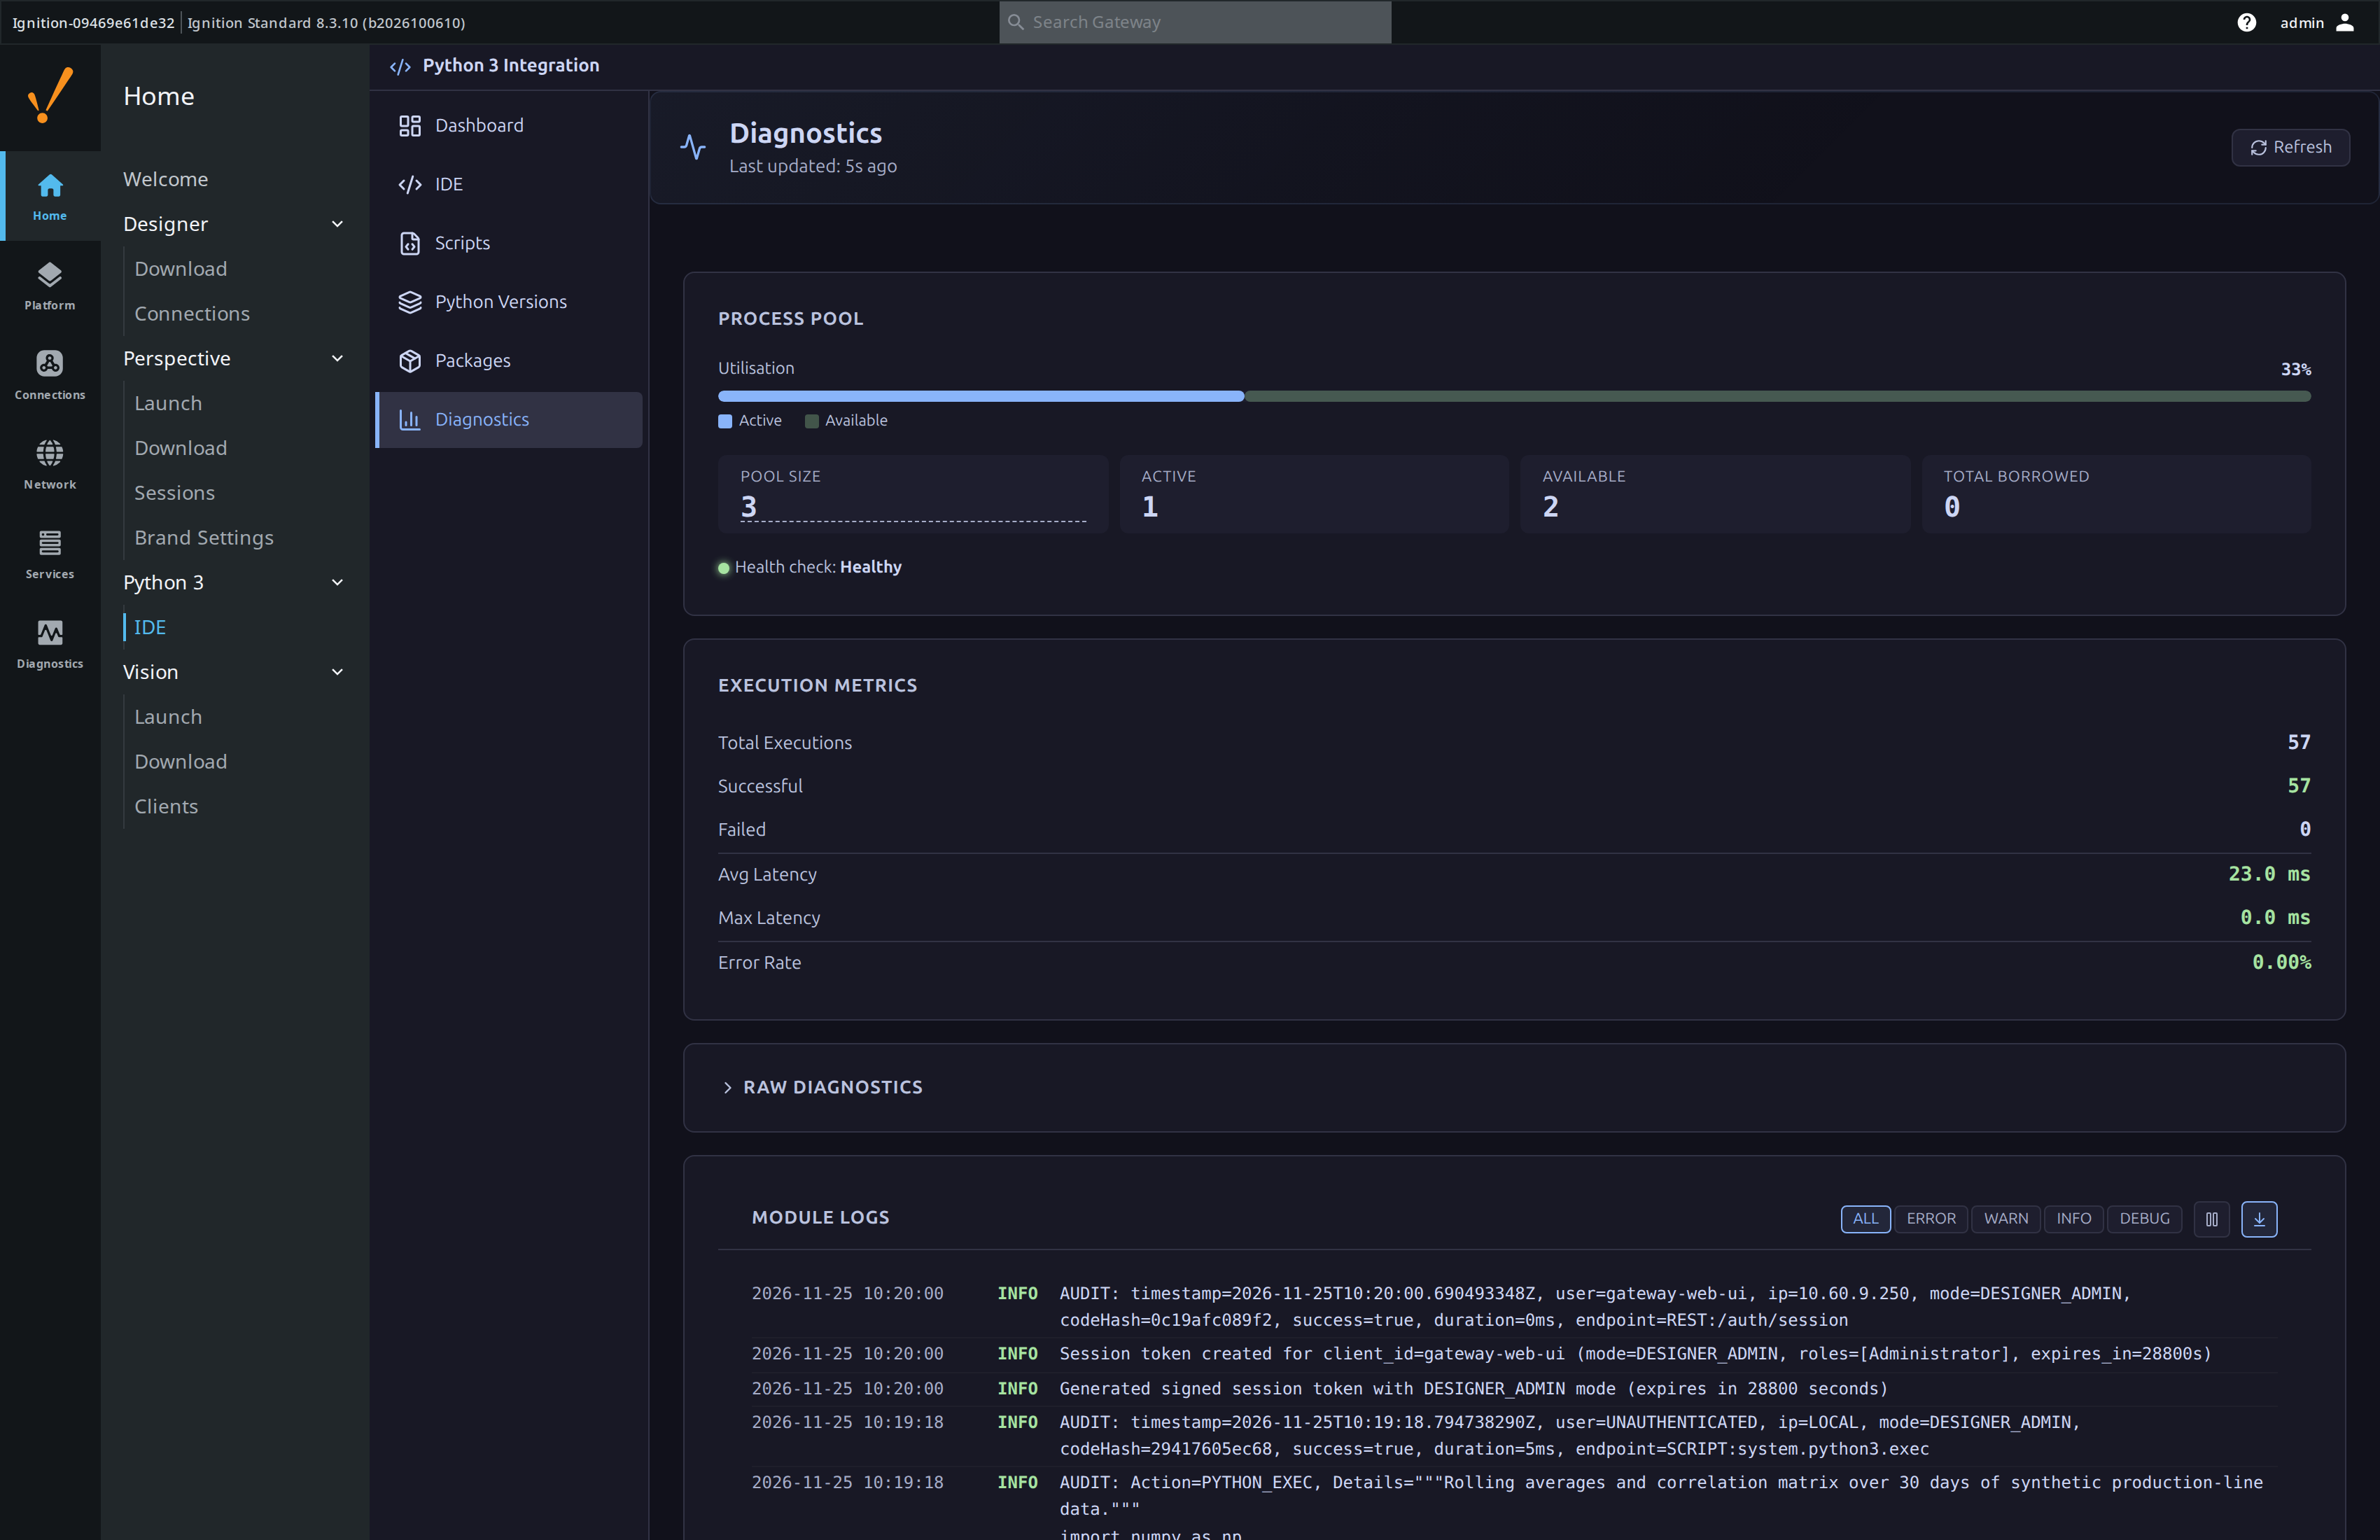 Ignition-09469e61de32 | Ignition Standard 8.3.10 (b2026100610)
Search Gateway
admin
Home
Platform
Connections
Network
Services
Diagnostics
Home
Welcome
Designer
Download
Connections
Perspective
Launch
Download
Sessions
Brand Settings
Python 3
IDE
Vision
Launch
Download
Clients
Python 3 Integration
Dashboard
IDE
Scripts
Python Versions
Packages
Diagnostics
Diagnostics
Last updated: 5s ago
Refresh
PROCESS POOL
Utilisation 33%
Active Available
POOL SIZE
3
ACTIVE
1
AVAILABLE
2
TOTAL BORROWED
0
Health check: Healthy
EXECUTION METRICS
Total Executions 57
Successful 57
Failed 0
Avg Latency 23.0 ms
Max Latency 0.0 ms
Error Rate 0.00%
RAW DIAGNOSTICS
MODULE LOGS
ALL ERROR WARN INFO DEBUG
2026-11-25 10:20:00 INFO AUDIT: timestamp=2026-11-25T10:20:00.690493348Z, user=gateway-web-ui, ip=10.60.9.250, mode=DESIGNER_ADMIN,
codeHash=0c19afc089f2, success=true, duration=0ms, endpoint=REST:/auth/session
2026-11-25 10:20:00 INFO Session token created for client_id=gateway-web-ui (mode=DESIGNER_ADMIN, roles=[Administrator], expires_in=28800s)
2026-11-25 10:20:00 INFO Generated signed session token with DESIGNER_ADMIN mode (expires in 28800 seconds)
2026-11-25 10:19:18 INFO AUDIT: timestamp=2026-11-25T10:19:18.794738290Z, user=UNAUTHENTICATED, ip=LOCAL, mode=DESIGNER_ADMIN,
codeHash=29417605ec68, success=true, duration=5ms, endpoint=SCRIPT:system.python3.exec
2026-11-25 10:19:18 INFO AUDIT: Action=PYTHON_EXEC, Details="""Rolling averages and correlation matrix over 30 days of synthetic production-line
data."""
import numpy as np